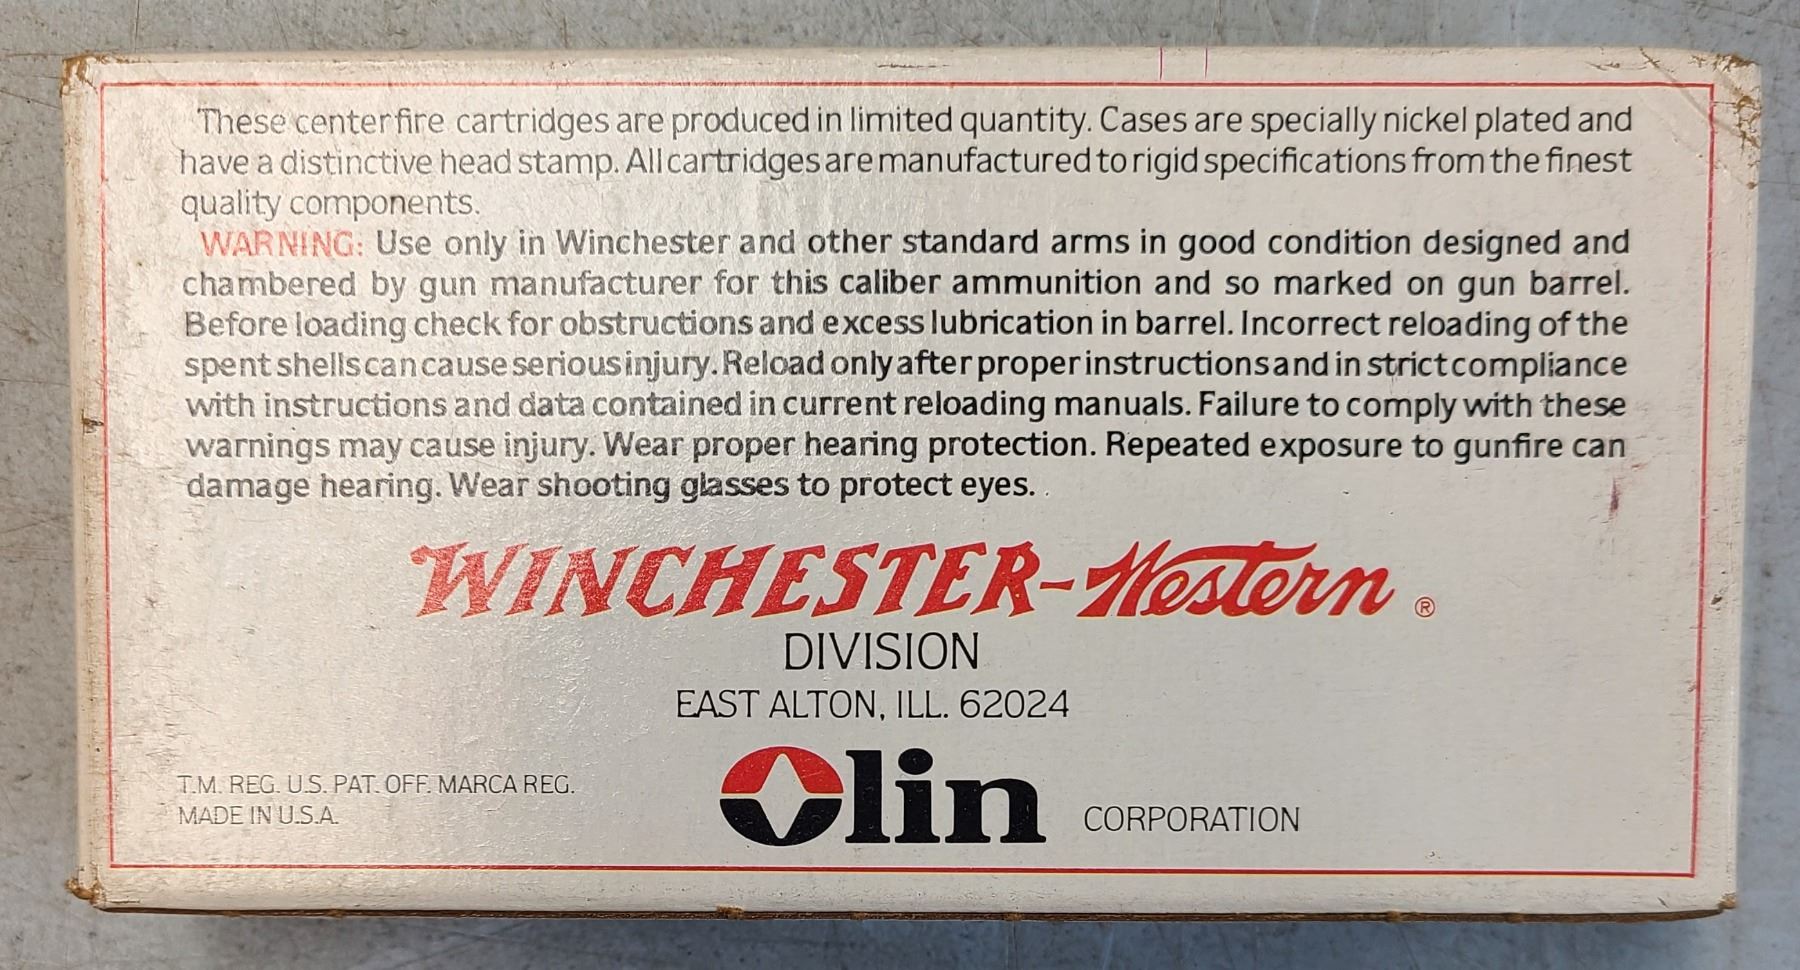 These centerfire cartridges are produced in limited quantity. Cases are specially nickel plated and
have a distinctive head stamp. All cartridges are manufactured to rigid specifications from the finest
quality components.
WARNING: Use only in Winchester and other standard arms in good condition designed and
chambered by gun manufacturer for this caliber ammunition and so marked on gun barrel.
Before loading check for obstructions and excess lubrication in barrel. Incorrect reloading of the
spent shells can cause serious injury. Reload only after proper instructions and in strict compliance
with instructions and data contained in current reloading manuals. Failure to comply with these
warnings may cause injury. Wear proper hearing protection. Repeated exposure to gunfire can
damage hearing. Wear shooting glasses to protect eyes.
WINCHESTER-Western ®
DIVISION
EAST ALTON, ILL. 62024
T.M. REG. U.S. PAT. OFF. MARCA REG.
MADE IN U.S.A.
Olin CORPORATION